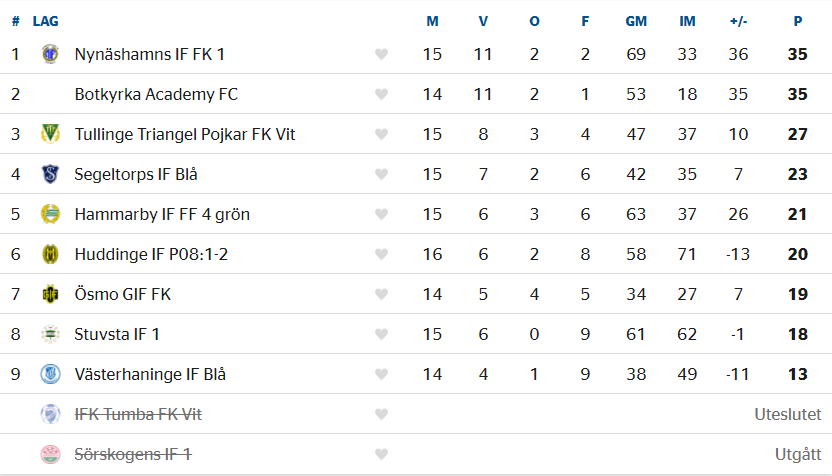 # LAG M V O F GM IM +/- P
1 Nynäshamns IF FK 1 15 11 2 2 69 33 36 35
2 Botkyrka Academy FC 14 11 2 1 53 18 35 35
3 Tullinge Triangel Pojkar FK Vit 15 8 3 4 47 37 10 27
4 Segeltorps IF Blå 15 7 2 6 42 35 7 23
5 Hammarby IF FF 4 grön 15 6 3 6 63 37 26 21
6 Huddinge IF P08:1-2 16 6 2 8 58 71 -13 20
7 Ösmo GIF FK 14 5 4 5 34 27 7 19
8 Stuvsta IF 1 15 6 0 9 61 62 -1 18
9 Västerhaninge IF Blå 14 4 1 9 38 49 -11 13
IFK Tumba FK Vit Uteslutet
Sörskogens IF 1 Utgått